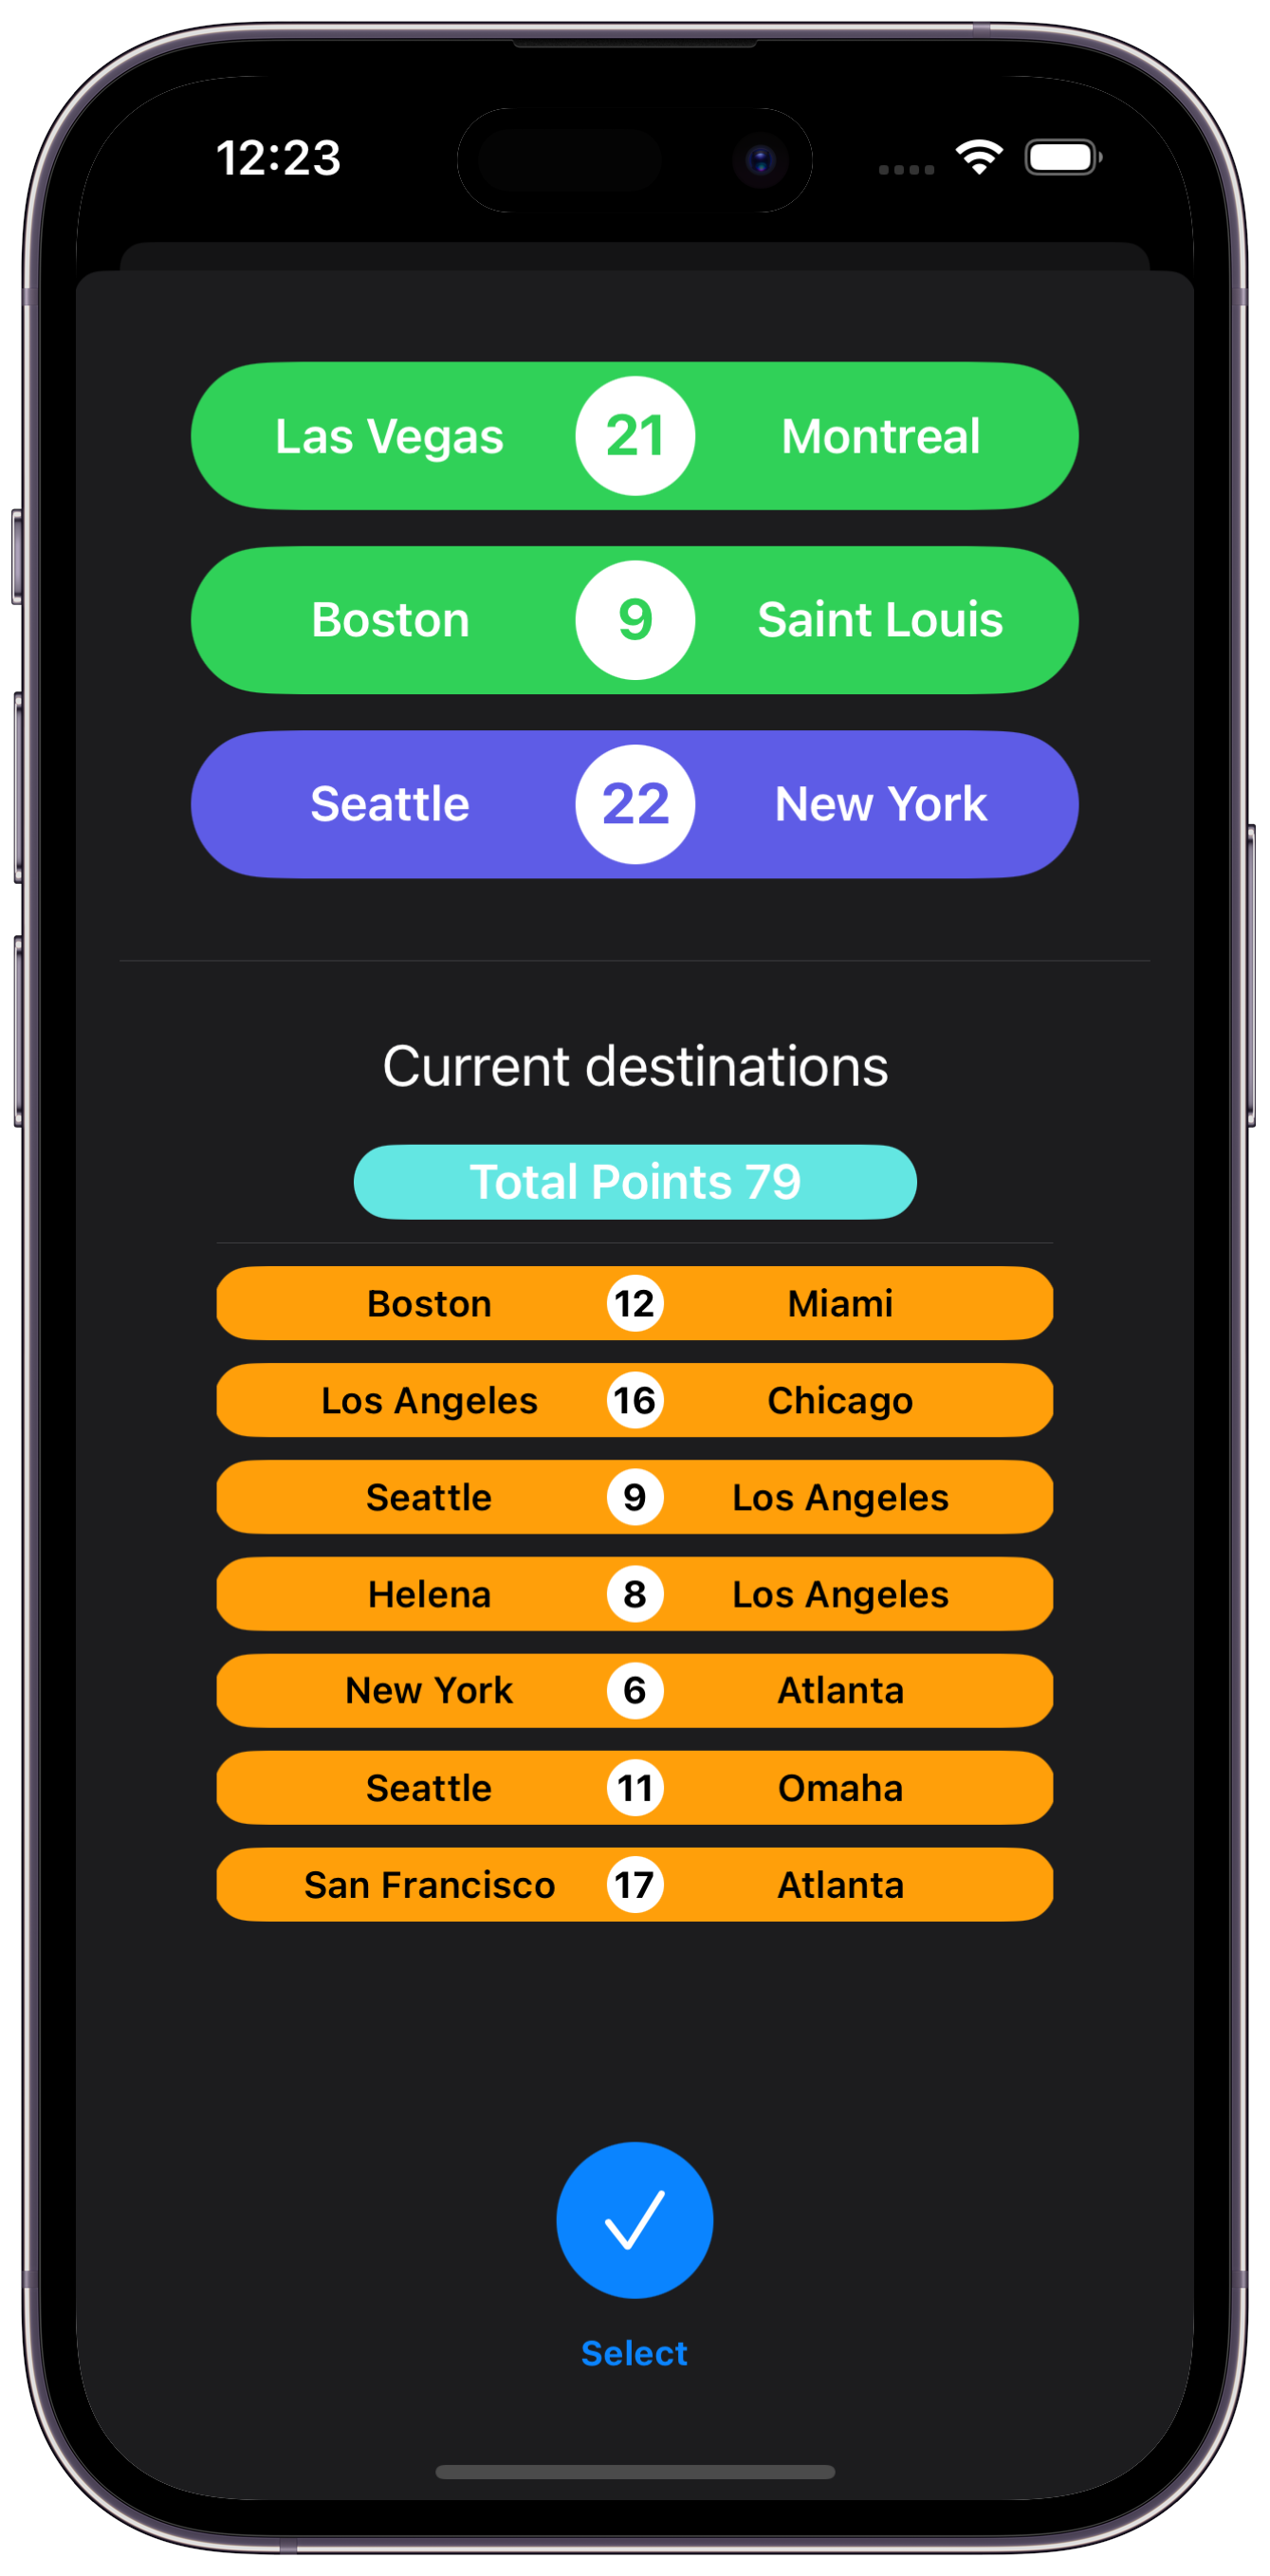 12:23
Las Vegas 21 Montreal
Boston 9 Saint Louis
Seattle 22 New York
Current destinations
Total Points 79
Boston 12 Miami
Los Angeles 16 Chicago
Seattle 9 Los Angeles
Helena 8 Los Angeles
New York 6 Atlanta
Seattle 11 Omaha
San Francisco 17 Atlanta
Select